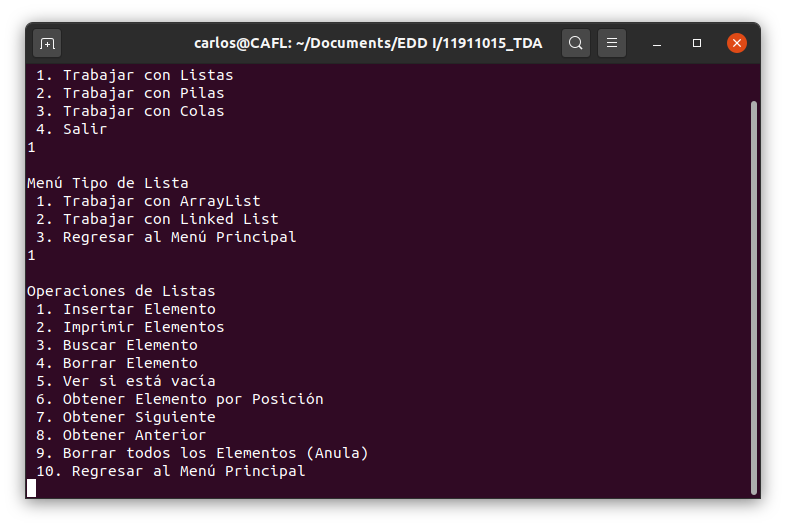 carlos@CAFL: ~/Documents/EDD I/11911015_TDA
1. Trabajar con Listas
2. Trabajar con Pilas
3. Trabajar con Colas
4. Salir
1
Menú Tipo de Lista
1. Trabajar con ArrayList
2. Trabajar con Linked List
3. Regresar al Menú Principal
1
Operaciones de Listas
1. Insertar Elemento
2. Imprimir Elementos
3. Buscar Elemento
4. Borrar Elemento
5. Ver si está vacía
6. Obtener Elemento por Posición
7. Obtener Siguiente
8. Obtener Anterior
9. Borrar todos los Elementos (Anula)
10. Regresar al Menú Principal